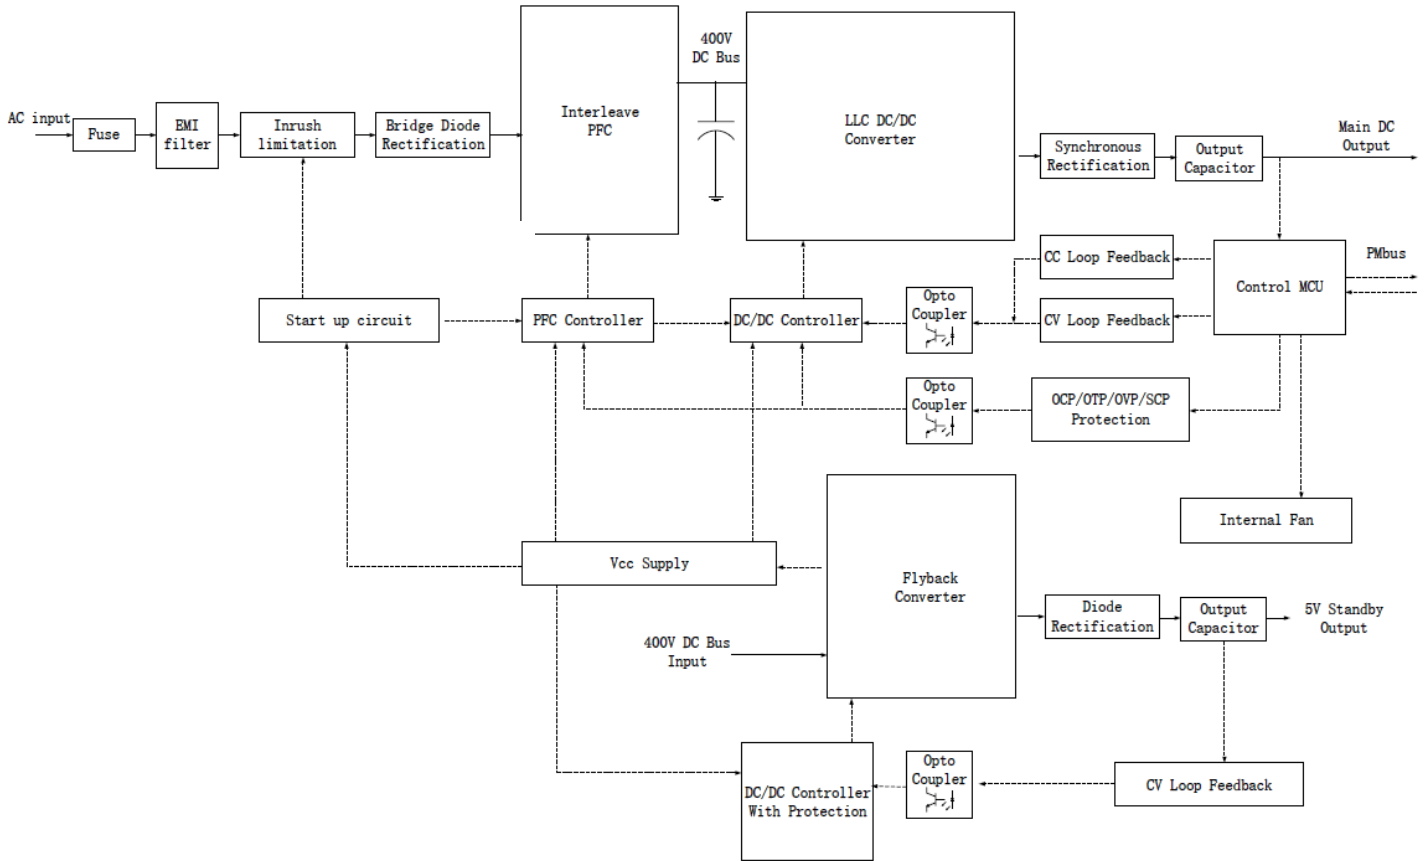 400V
DC Bus
Interleave
PFC
LLC DC/DC
Converter
AC input
Fuse
EMI
filter
Inrush
limitation
Bridge Diode
Rectification
Synchronous
Rectification
Output
Capacitor
Main DC
Output
CC Loop Feedback
PMbus
Control MCU
Start up circuit
PFC Controller
DC/DC Controller
Opto
Coupler
CV Loop Feedback
Opto
Coupler
OCP/OTP/OVP/SCP
Protection
Internal Fan
Vcc Supply
Flyback
Converter
Diode
Rectification
Output
Capacitor
5V Standby
Output
400V DC Bus
Input
DC/DC Controller
With Protection
Opto
Coupler
CV Loop Feedback